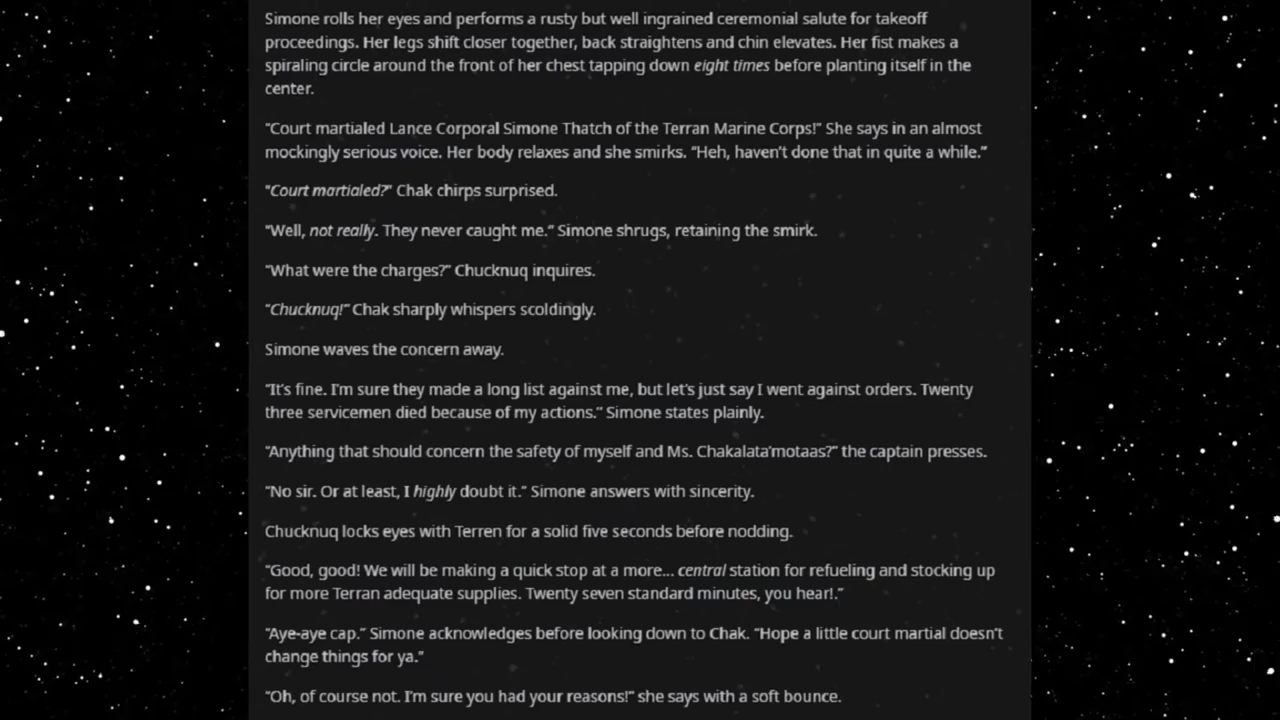 Simone rolls her eyes and performs a rusty but well ingrained ceremonial salute for takeoff
proceedings. Her legs shift closer together, back straightens and chin elevates. Her fist makes a
spiraling circle around the front of her chest tapping down eight times before planting itself in the
center.
“Court martialed Lance Corporal Simone Thatch of the Terran Marine Corps!” She says in an almost
mockingly serious voice. Her body relaxes and she smirks. “Heh, haven’t done that in quite a while.”
“Court martialed?” Chak chirps surprised.
“Well, not really. They never caught me.” Simone shrugs, retaining the smirk.
“What were the charges?” Chucknuq inquires.
“Chucknuq!” Chak sharply whispers scoldingly.
Simone waves the concern away.
“It’s fine. I’m sure they made a long list against me, but let’s just say I went against orders. Twenty
three servicemen died because of my actions.” Simone states plainly.
“Anything that should concern the safety of myself and Ms. Chakalata’motaas?” the captain presses.
“No sir. Or at least, I highly doubt it.” Simone answers with sincerity.
Chucknuq locks eyes with Terren for a solid five seconds before nodding.
“Good, good! We will be making a quick stop at a more... central station for refueling and stocking up
for more Terran adequate supplies. Twenty seven standard minutes, you hear!.”
“Aye-aye cap.” Simone acknowledges before looking down to Chak. “Hope a little court martial doesn’t
change things for ya.”
“Oh, of course not. I’m sure you had your reasons!” she says with a soft bounce.